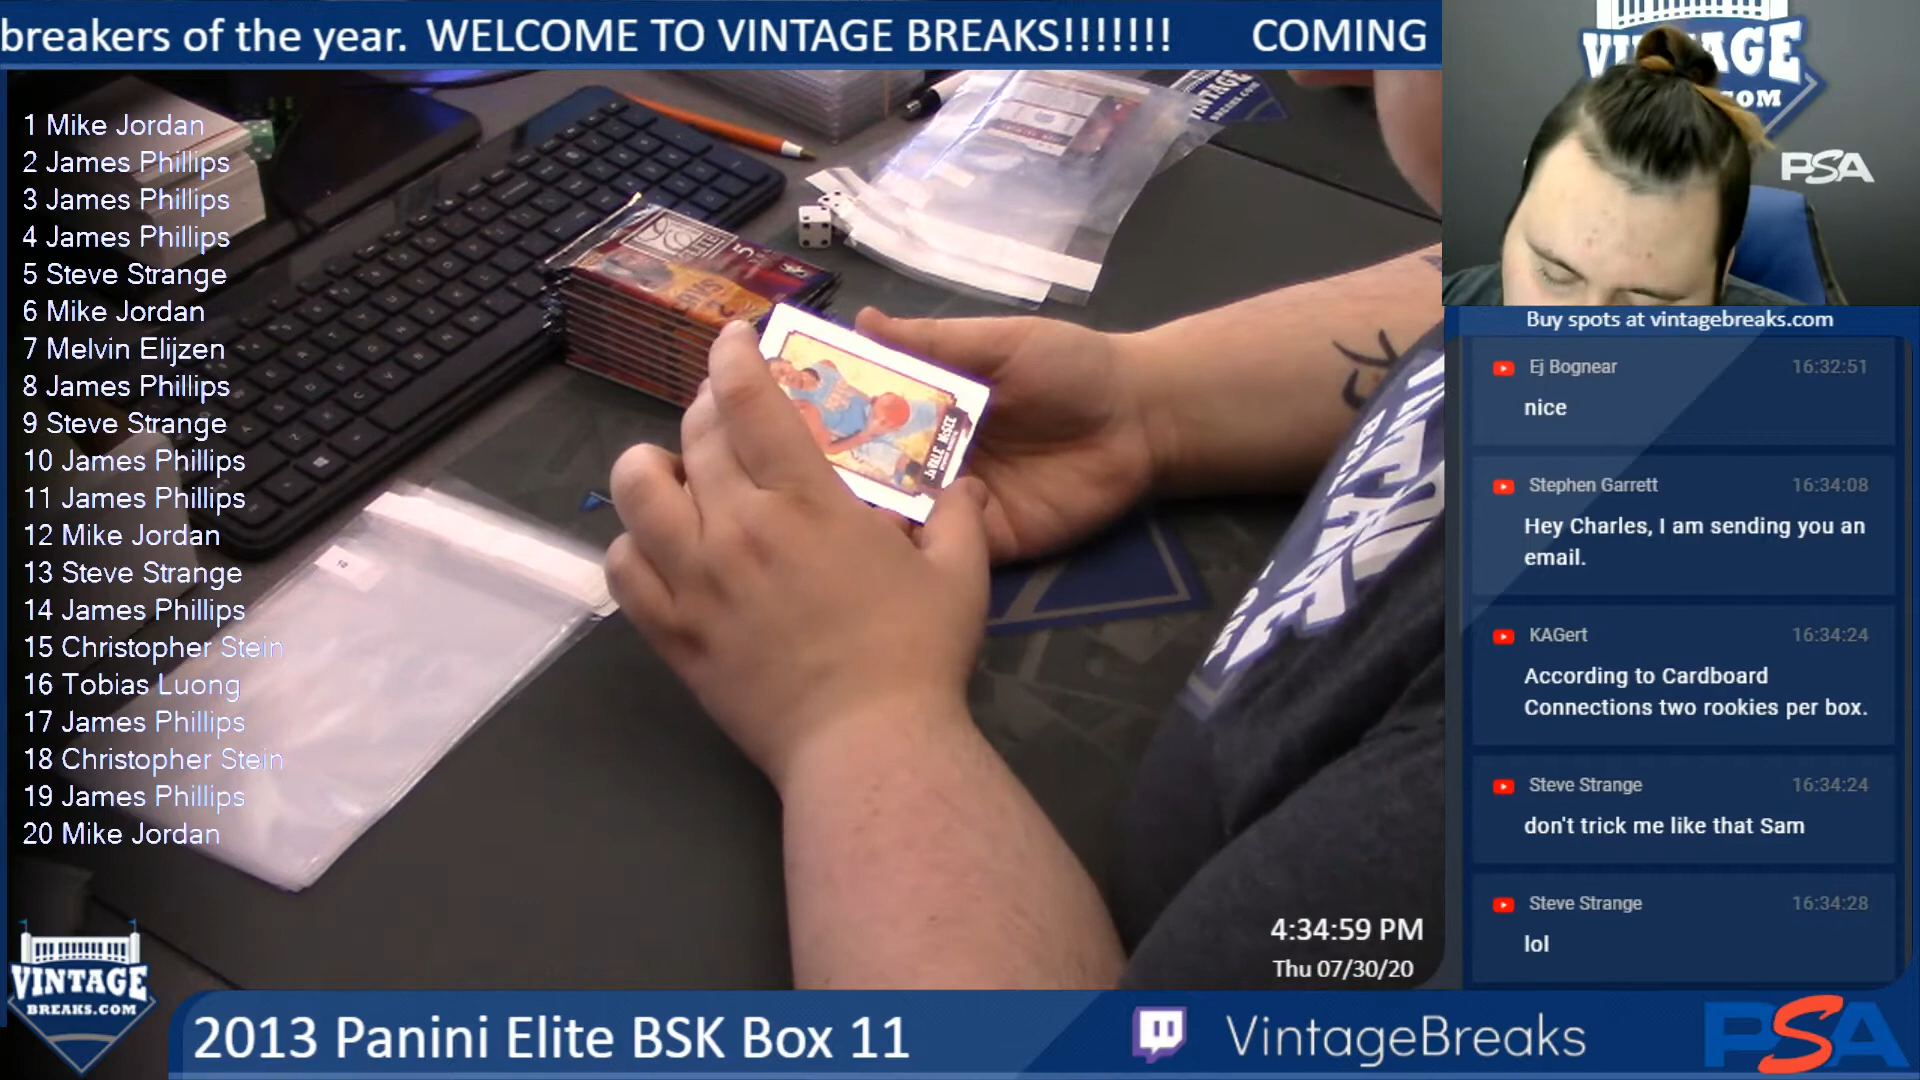 breakers of the year. WELCOME TO VINTAGE BREAKS!!!!!!! COMING
1 Mike Jordan
2 James Phillips
3 James Phillips
4 James Phillips
5 Steve Strange
6 Mike Jordan
7 Melvin Elijzen
8 James Phillips
9 Steve Strange
10 James Phillips
11 James Phillips
12 Mike Jordan
13 Steve Strange
14 James Phillips
15 Christopher Stein
16 Tobias Luong
17 James Phillips
18 Christopher Stein
19 James Phillips
20 Mike Jordan
VINTAGE
BREAKS.COM
ELITE
5
JaVALE McGEE
VINTAGE
4:34:59 PM
Thu 07/30/20
PSA
Buy spots at vintagebreaks.com
Ej Bognear 16:32:51
nice
Stephen Garrett 16:34:08
Hey Charles, I am sending you an
email.
KAGert 16:34:24
According to Cardboard
Connections two rookies per box.
Steve Strange 16:34:24
don't trick me like that Sam
Steve Strange 16:34:28
lol
2013 Panini Elite BSK Box 11
VintageBreaks
PSA